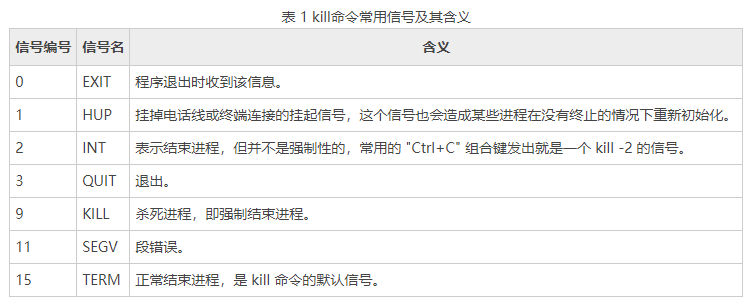 表 1 kill命令常用信号及其含义
信号编号 信号名 含义
0 EXIT 程序退出时收到该信息。
1 HUP 挂掉电话线或终端连接的挂起信号，这个信号也会造成某些进程在没有终止的情况下重新初始化。
2 INT 表示结束进程，但并不是强制性的，常用的 "Ctrl+C" 组合键发出就是一个 kill -2 的信号。
3 QUIT 退出。
9 KILL 杀死进程，即强制结束进程。
11 SEGV 段错误。
15 TERM 正常结束进程，是 kill 命令的默认信号。